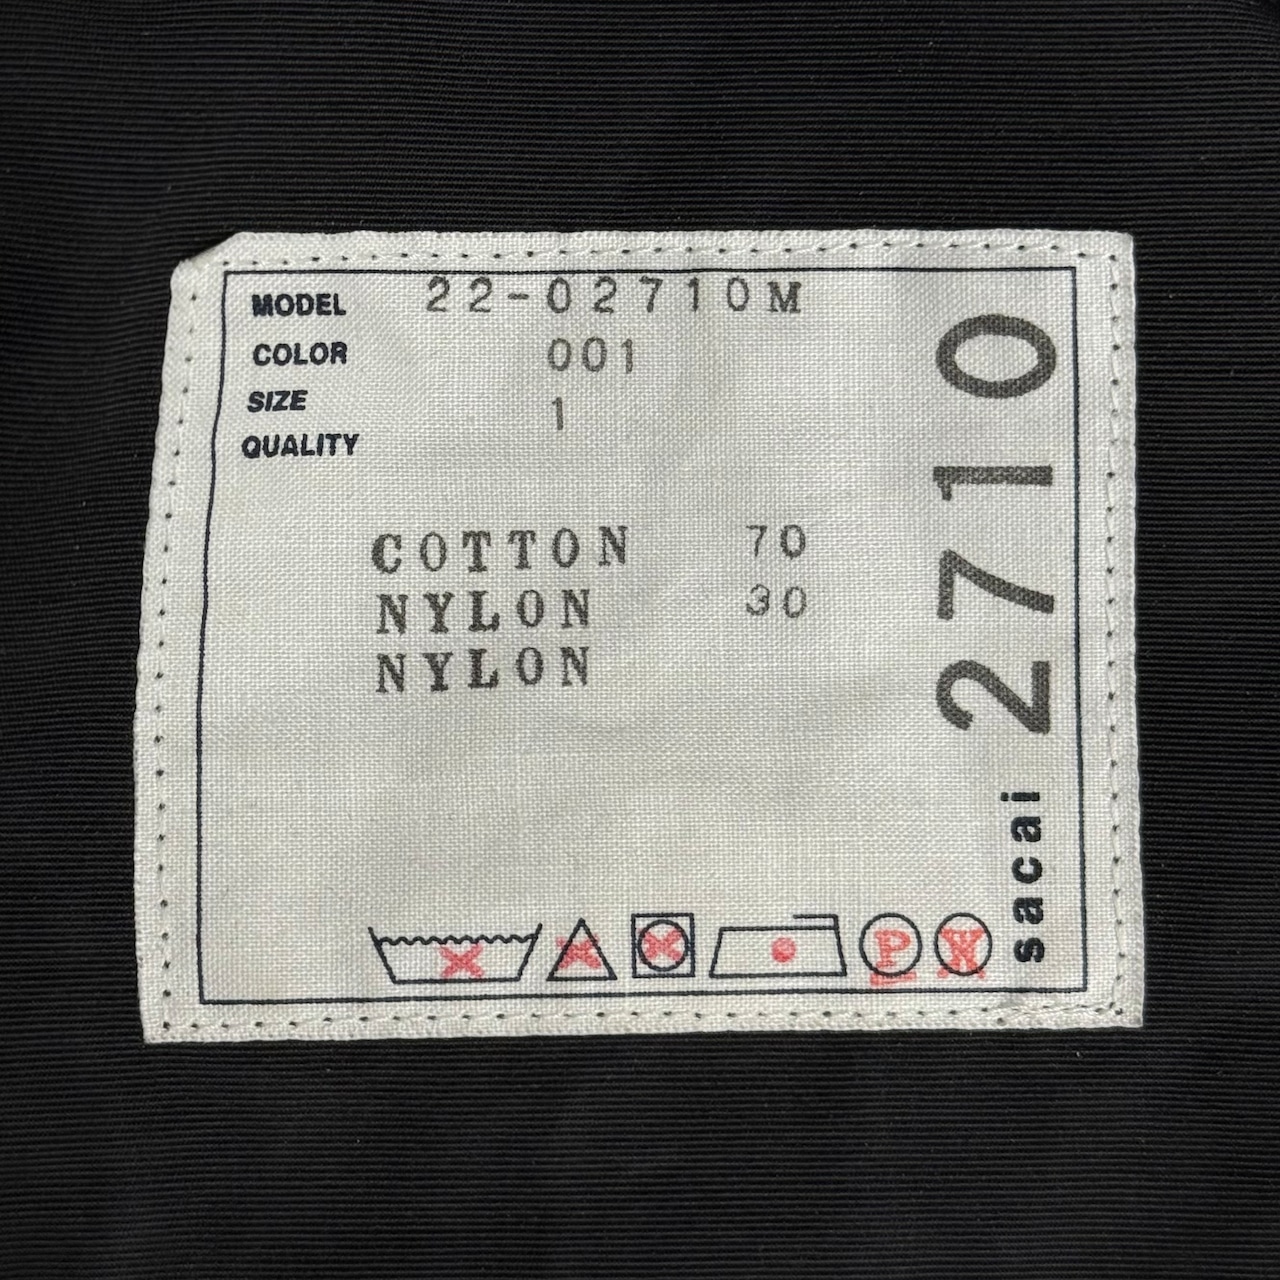 MODEL 22-02710M
COLOR 001
SIZE 1
QUALITY
COTTON 70
NYLON 30
NYLON
P
W
sacai 2710